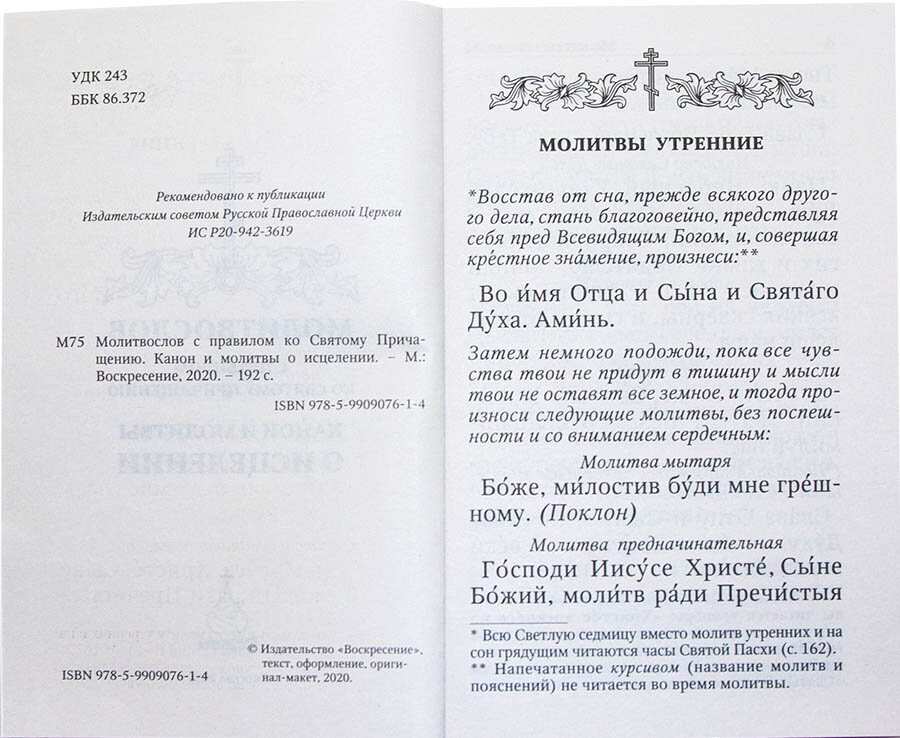 УДК 243
ББК 86.372
Рекомендовано к публикации
Издательским советом Русской Православной Церкви
ИС Р20-942-3619
М75 Молитвослов с правилом ко Святому Прича-
щению. Канон и молитвы о исцелении. – М.:
Воскресение, 2020. – 192 с.
ISBN 978-5-9909076-1-4
© Издательство «Воскресение»,
текст, оформление, ориги-
нал-макет, 2020.
ISBN 978-5-9909076-1-4
МОЛИТВЫ УТРЕННИЕ
*Восстав от сна, прежде всякого друго-
го дела, стань благоговейно, представляя
себя пред Всевидящим Богом, и, совершая
кре́стное зна́мение, произнеси:**
Во и́мя Отца и Сы́на и Свята́го
Ду́ха. Ами́нь.
Затем немного подожди, пока все чув-
ства твои не придут в тишину и мысли
твои не оставят все земное, и тогда про-
износи следующие молитвы, без поспеш-
ности и со вниманием сердечным:
Молитва мытаря
Бо́же, ми́лостив бу́ди мне гре́ш-
ному. (Поклон)
Молитва предначинательная
Го́споди Иису́се Христе́, Сы́не
Бо́жий, моли́тв ра́ди Пречи́стыя
* Всю Светлую седмицу вместо молитв утренних и на
сон грядущим читаются часы Святой Пасхи (с. 162).
** Напечатанное курсивом (название молитв и
пояснений) не читается во время молитвы.